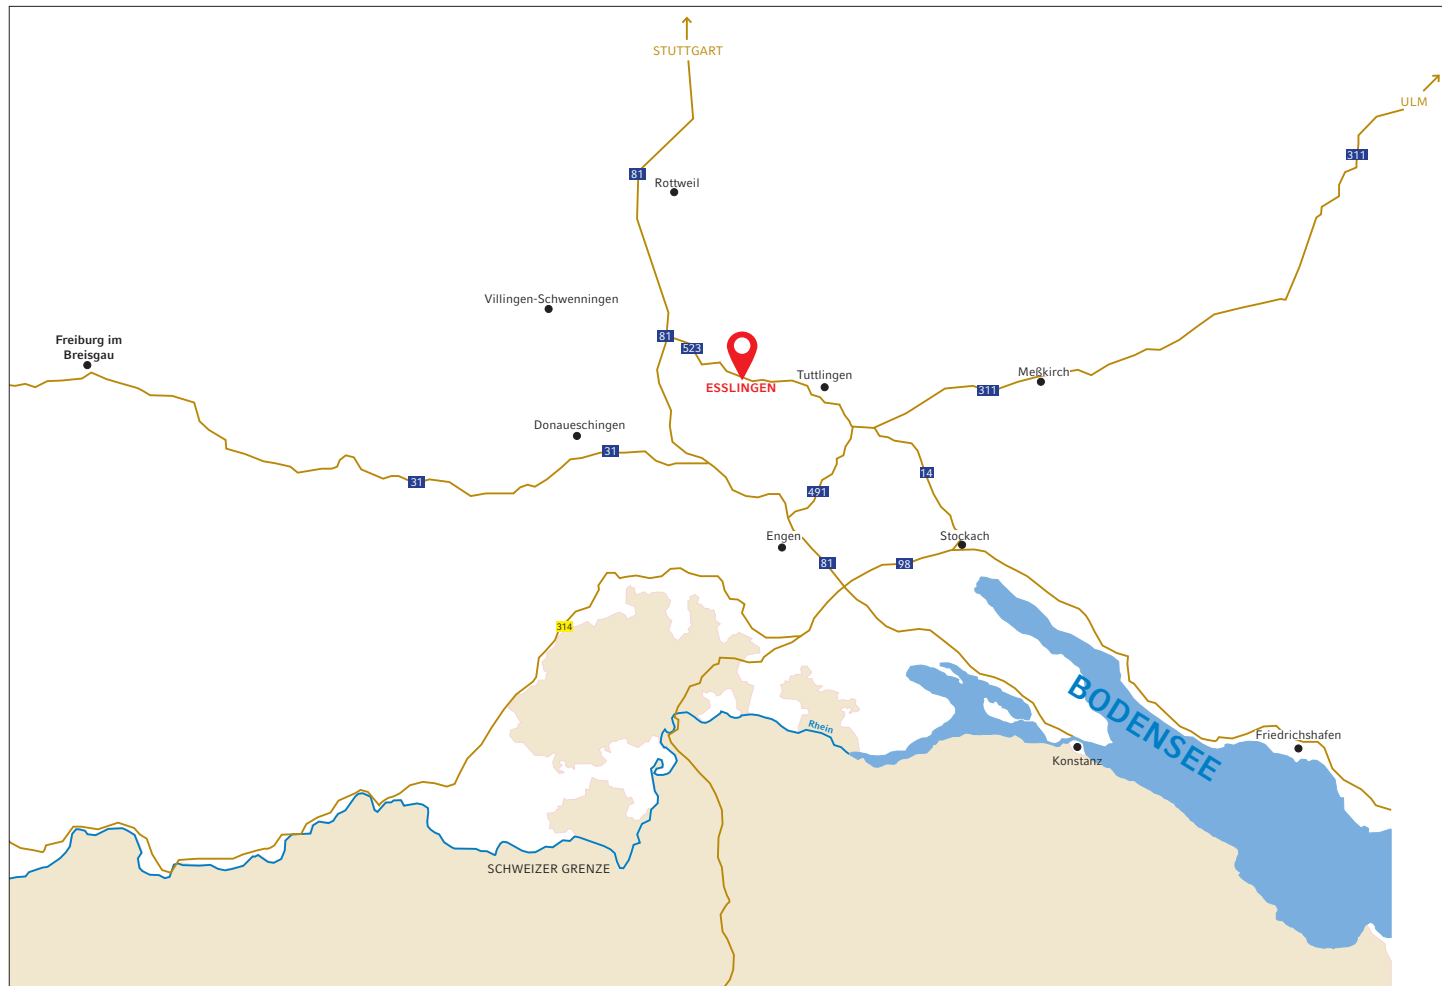 STUTTGART
ULM
311
81
Rottweil
Villingen-Schwenningen
81
523
Freiburg im
Breisgau
ESSLINGEN
Tuttlingen
Meßkirch
311
Donaueschingen
31
31
14
491
Engen
Stockach
81
98
314
BODENSEE
Rhein
Friedrichshafen
Konstanz
SCHWEIZER GRENZE